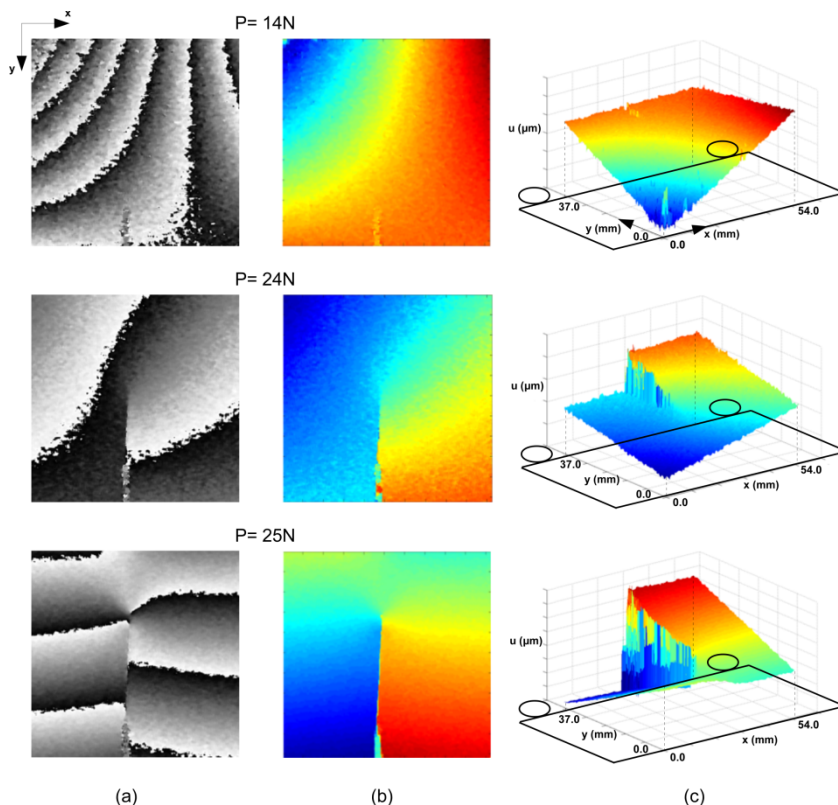 P= 14N
x
y
u (µm)
37.0
54.0
y (mm)
x (mm)
0.0
0.0
P= 24N
u (µm)
37.0
54.0
y (mm)
x (mm)
0.0
0.0
P= 25N
u (µm)
37.0
54.0
y (mm)
x (mm)
0.0
0.0
(a)
(b)
(c)